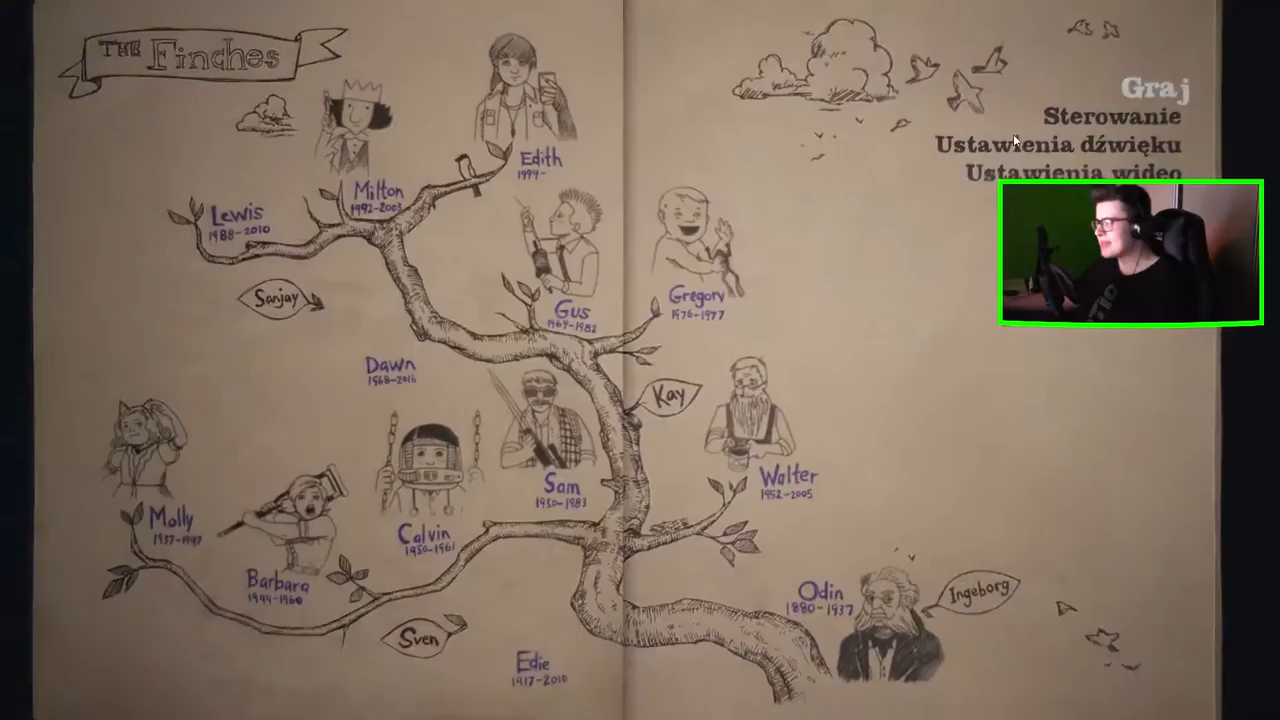 THE Finches
Graj
Sterowanie
Ustawienia dźwięku
Ustawienia wideo
Edith
1999-
Milton
1992-2003
Lewis
1988-2010
Sanjay
Gus
1969-1982
Gregory
1976-1977
Dawn
1968-2016
Kay
Sam
1950-1983
Walter
1952-2005
Molly
1937-1947
Calvin
1950-1961
Barbara
1944-1960
Sven
Odin
1880-1937
Ingeborg
Edie
1917-2010